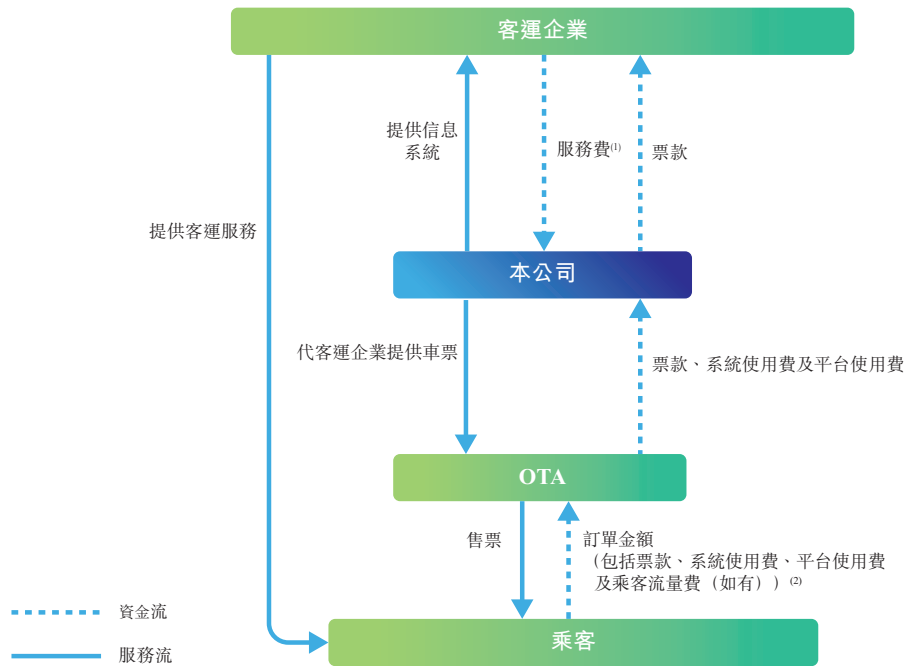 客運企業
提供信息
系統
服務費(1)
票款
提供客運服務
本公司
代客運企業提供車票
票款、系統使用費及平台使用費
OTA
售票
訂單金額
（包括票款、系統使用費、平台使用費
及乘客流量費（如有））(2)
資金流
乘客
服務流